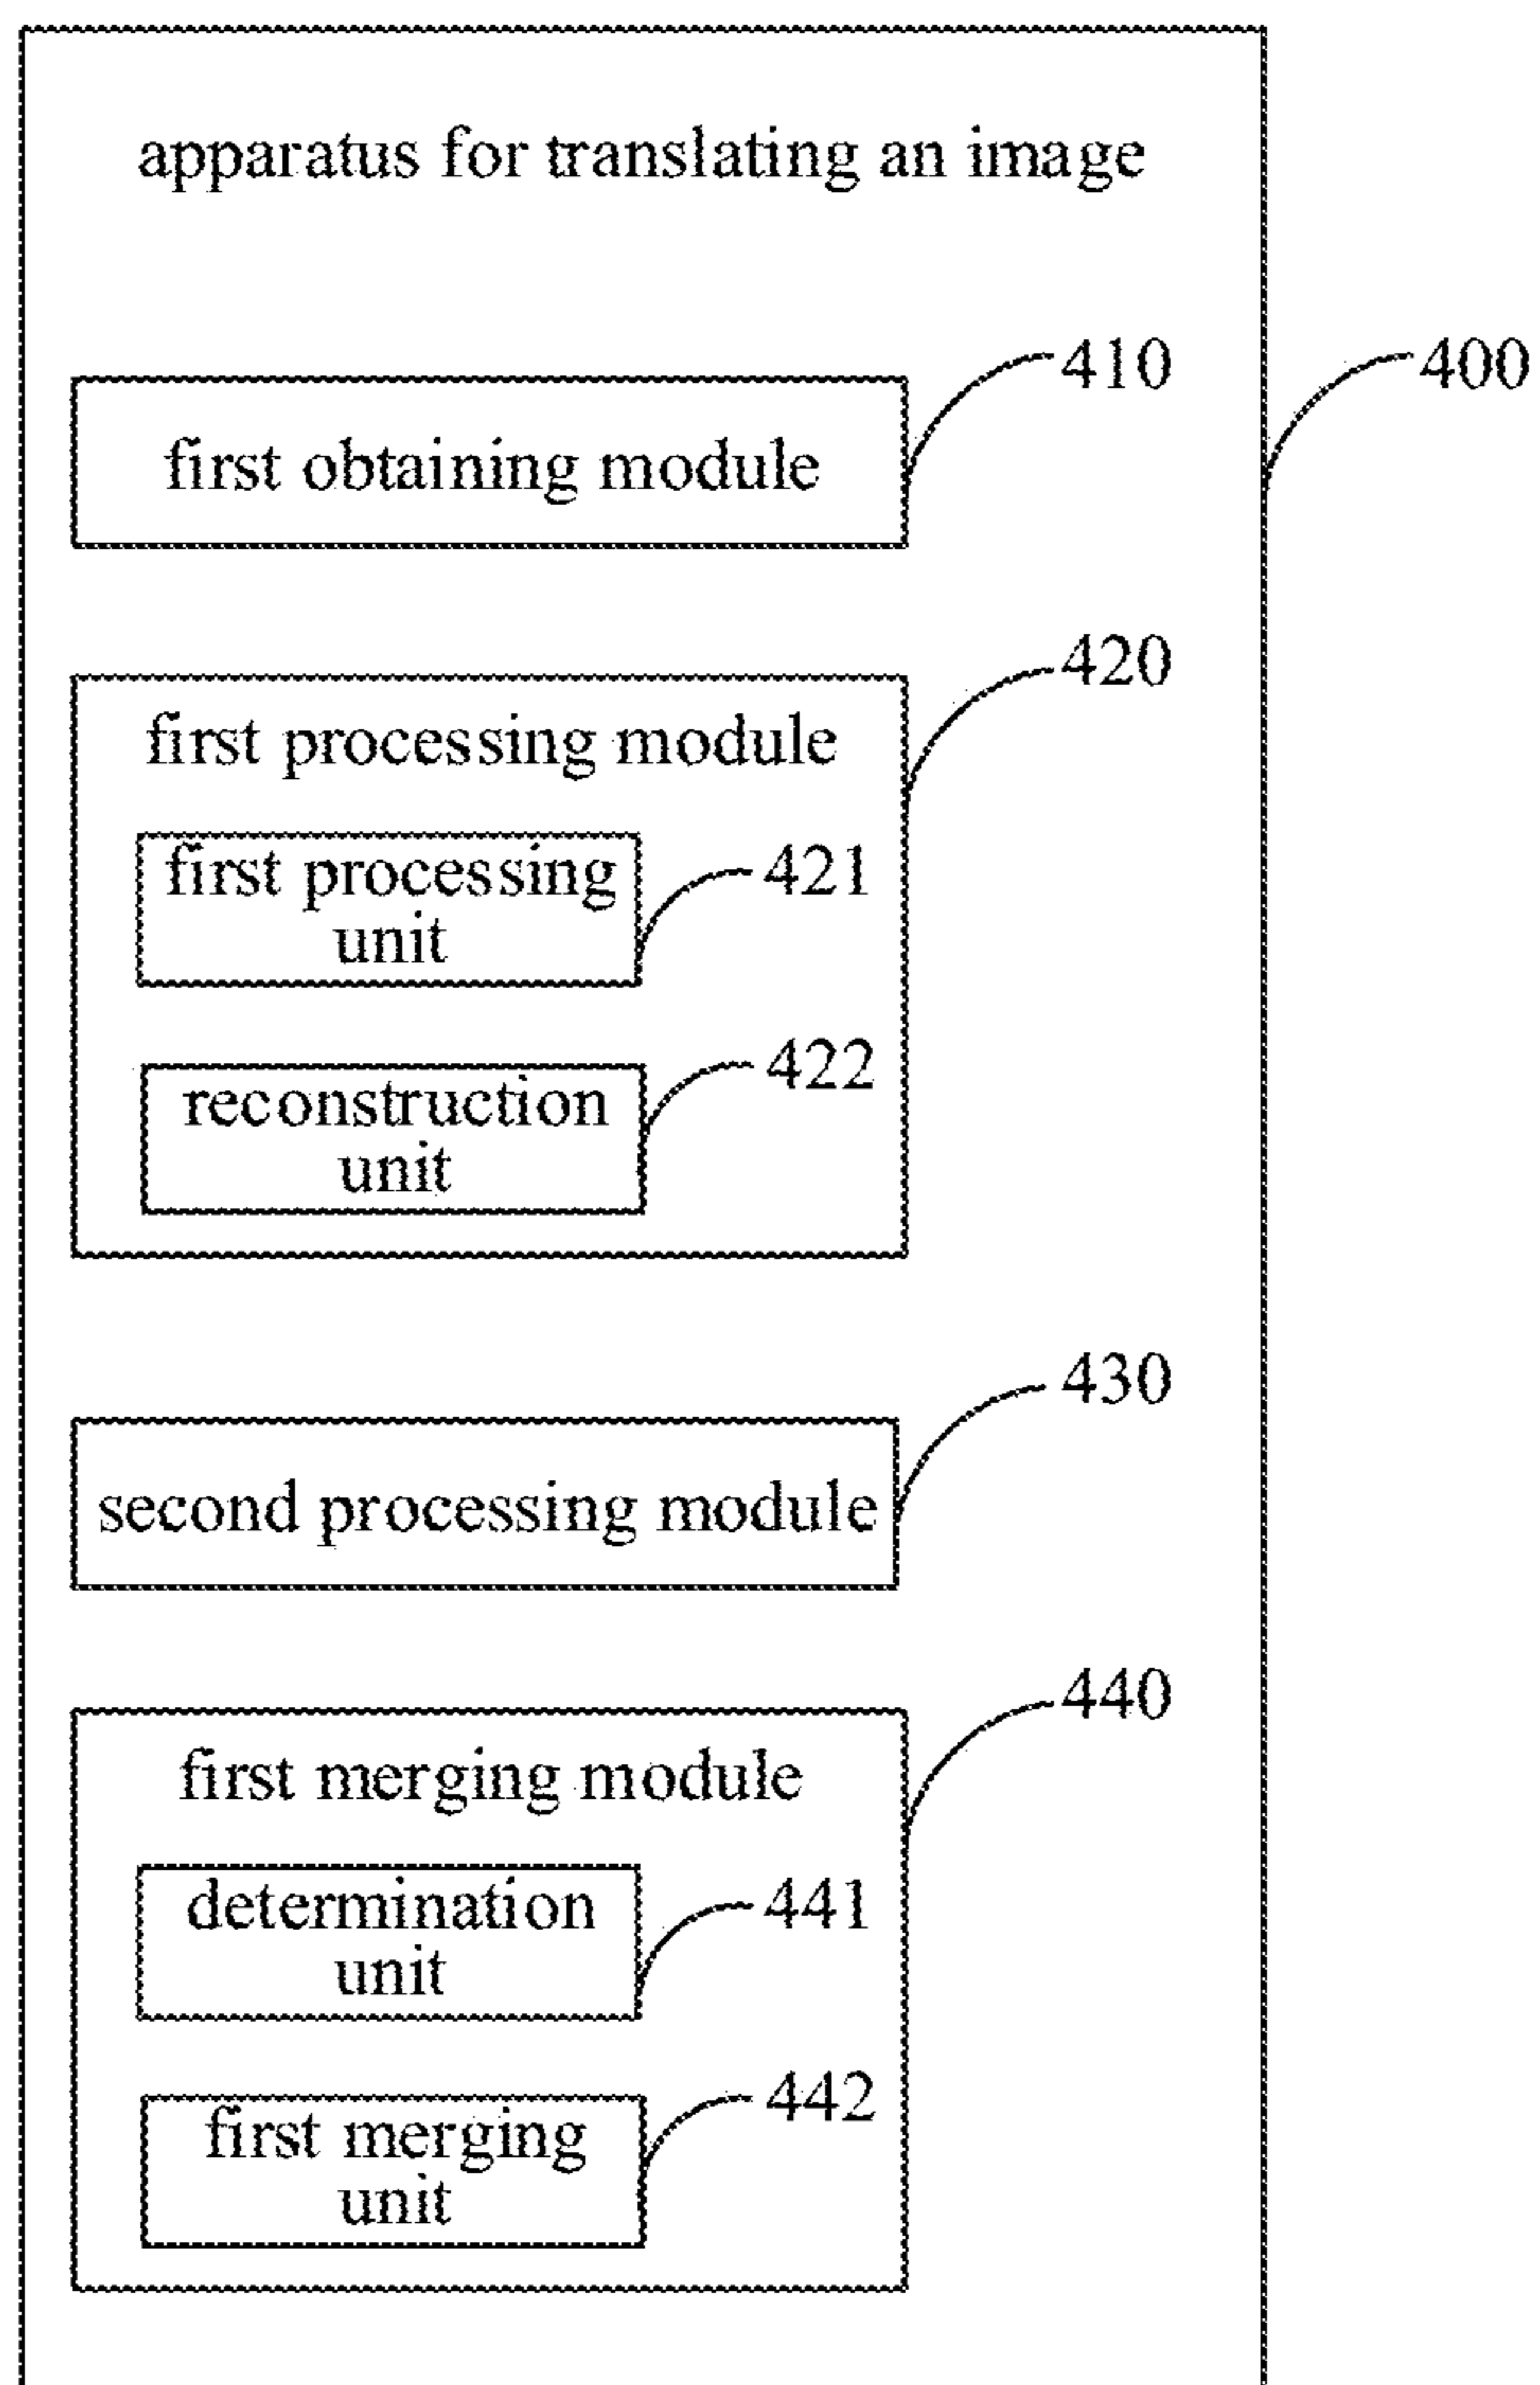 apparatus for translating an image
410
400
first obtaining module
420
first processing module
first processing
unit
421
422
reconstruction
unit
430
second processing module
440
first merging module
determination
unit
441
442
first merging
unit